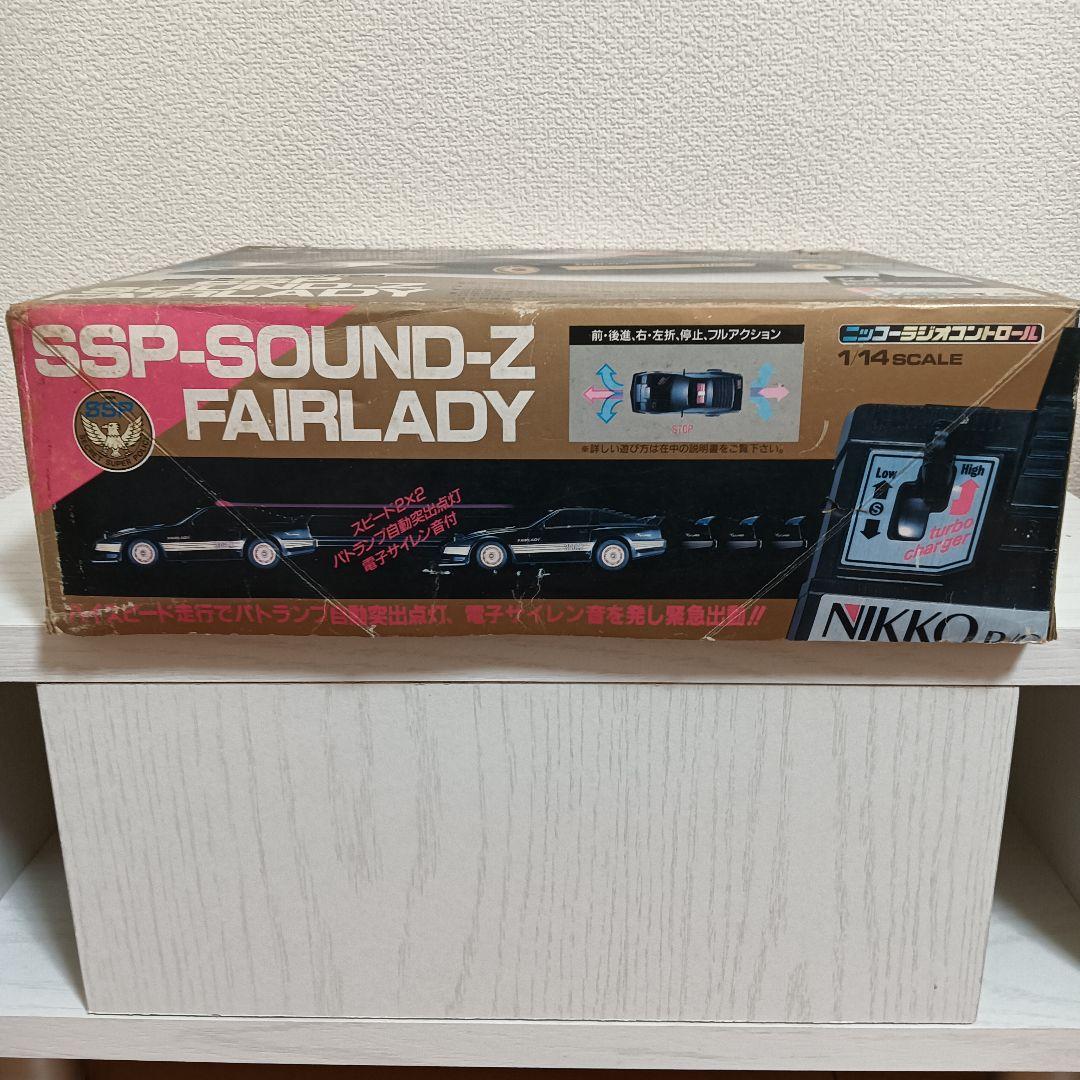 SSP-SOUND-Z
FAIRLADY
SSP
前・後進、右・左折、停止、フルアクション
STOP
※詳しい遊び方は在中の説明書をご覧下さい。
ニッコーラジオコントロール
1/14 SCALE
スピード2×2
パトランプ自動突出点灯
電子サイレン音付
FAIRLADY
Low
High
S
turbo
charger
NIKKO R/C
ハイスピード走行でパトランプ自動突出点灯、電子サイレン音を発し緊急出動!!